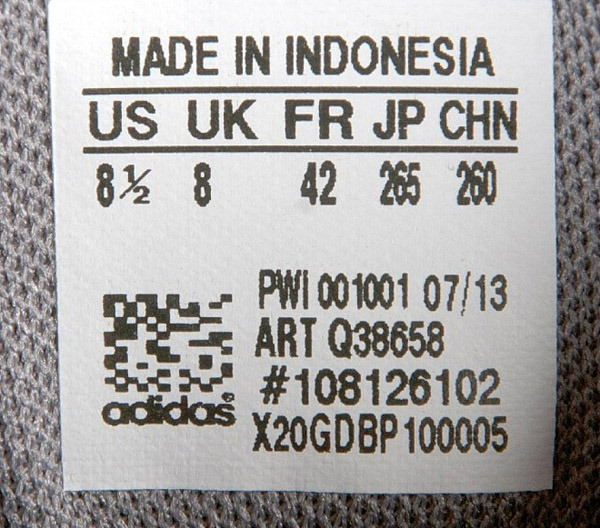 MADE IN INDONESIA
US UK FR JP CHN
8½ 8 42 265 260
PWI 001001 07/13
ART Q38658
#108126102
adidas
X20GDBP100005